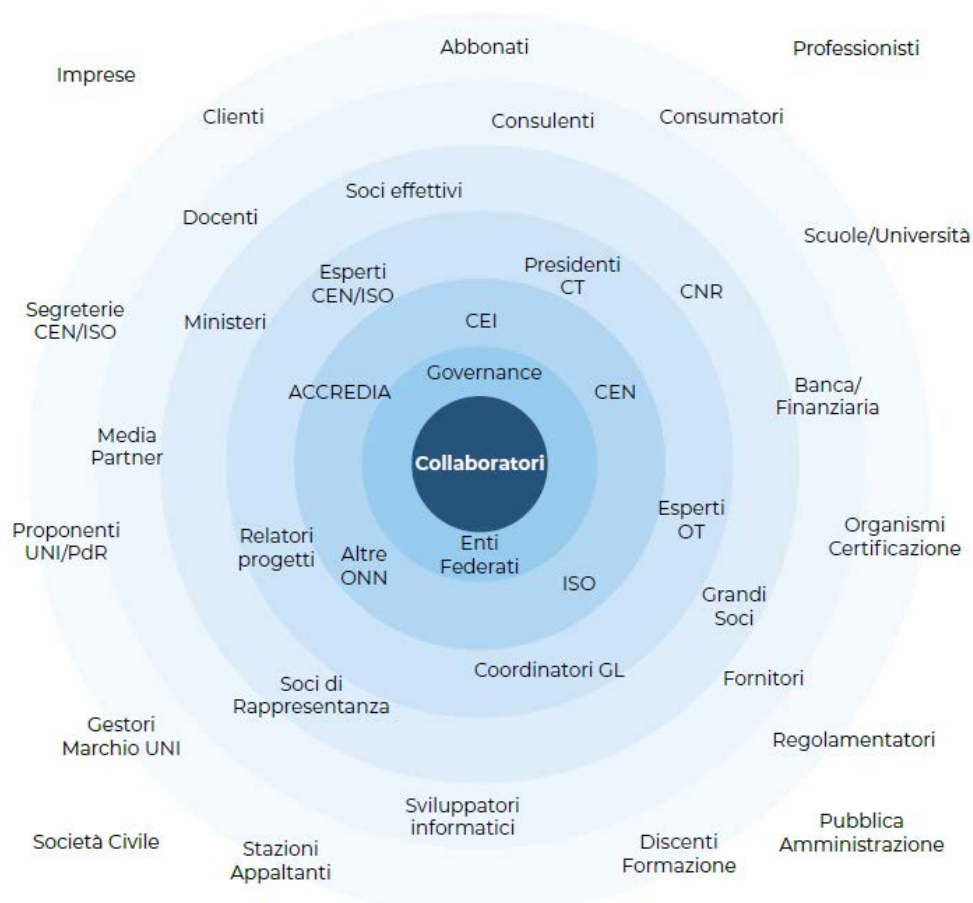 Abbonati
Professionisti
Imprese
Clienti
Consulenti
Consumatori
Soci effettivi
Docenti
Scuole/Università
Esperti
CEN/ISO
Presidenti
CT
CNR
Segreterie
CEN/ISO
Ministeri
CEI
Governance
ACCREDIA
CEN
Banca/
Finanziaria
Media
Partner
Collaboratori
Proponenti
UNI/PdR
Relatori
progetti
Altre
ONN
Enti
Federati
ISO
Esperti
OT
Organismi
Certificazione
Grandi
Soci
Coordinatori GL
Fornitori
Soci di
Rappresentanza
Gestori
Marchio UNI
Regolamentatori
Sviluppatori
informatici
Società Civile
Stazioni
Appaltanti
Discenti
Formazione
Pubblica
Amministrazione